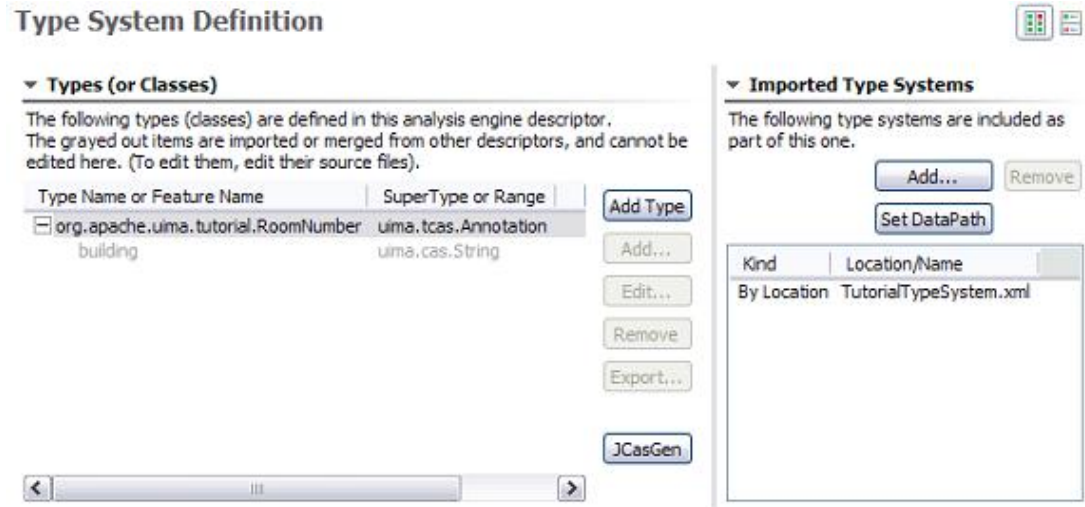 Type System Definition
Types (or Classes)
The following types (classes) are defined in this analysis engine descriptor.
The grayed out items are imported or merged from other descriptors, and cannot be
edited here. (To edit them, edit their source files).
Type Name or Feature Name SuperType or Range
org.apache.uima.tutorial.RoomNumber uima.tcas.Annotation
building uima.cas.String
Add Type
Add...
Edit...
Remove
Export...
JCasGen
Imported Type Systems
The following type systems are included as
part of this one.
Add... Remove
Set DataPath
Kind Location/Name
By Location TutorialTypeSystem.xml